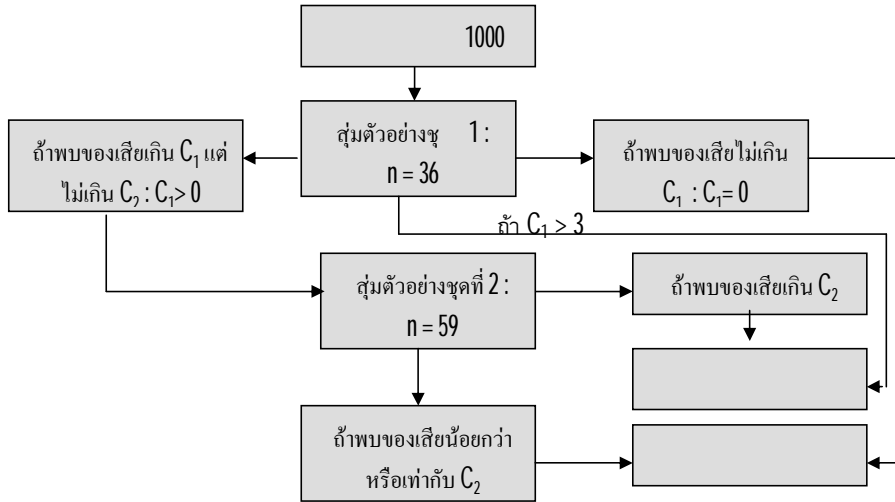 1000
สุ่มตัวอย่างชุ 1 :
n = 36
ถ้าพบของเสียเกิน C₁ แต่
ไม่เกิน C₂ : C₁> 0
ถ้าพบของเสียไม่เกิน
C₁ : C₁= 0
ถ้า C₁ > 3
สุ่มตัวอย่างชุดที่ 2 :
n = 59
ถ้าพบของเสียเกิน C₂
ถ้าพบของเสียน้อยกว่า
หรือเท่ากับ C₂